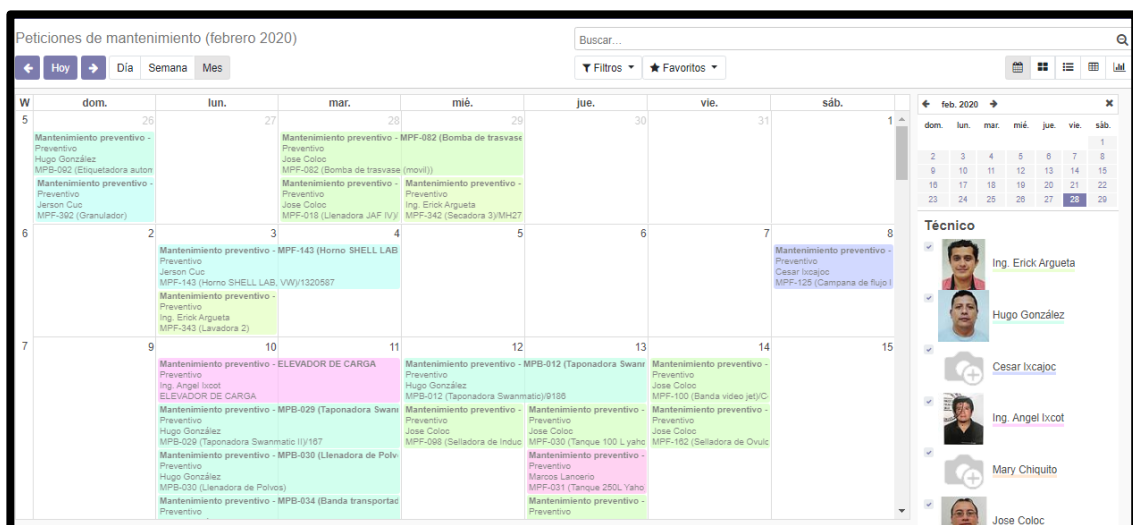 Peticiones de mantenimiento (febrero 2020)
Buscar...
Hoy Día Semana Mes
Filtros Favoritos
W dom. lun. mar. mié. jue. vie. sáb.
5 26 27 28 29 30 31 1
Mantenimiento preventivo -
Preventivo
Hugo González
MPB-092 (Etiquetadora autom
Mantenimiento preventivo -
Preventivo
Jerson Cuc
MPF-392 (Granulador)
Mantenimiento preventivo - MPF-082 (Bomba de trasvase
Preventivo
Jose Coloc
MPF-082 (Bomba de trasvase (movil))
Mantenimiento preventivo -
Preventivo
Jose Coloc
MPF-018 (Llenadora JAF IV)/
Mantenimiento preventivo -
Preventivo
Ing. Erick Argueta
MPF-342 (Secadora 3)/MH27
6 2 3 4 5 6 7 8
Mantenimiento preventivo - MPF-143 (Horno SHELL LAB
Preventivo
Jerson Cuc
MPF-143 (Horno SHELL LAB, VW)/1320587
Mantenimiento preventivo -
Preventivo
Ing. Erick Argueta
MPF-343 (Lavadora 2)
Mantenimiento preventivo -
Preventivo
Cesar Ixcajoc
MPF-125 (Campana de flujo l
7 9 10 11 12 13 14 15
Mantenimiento preventivo - ELEVADOR DE CARGA
Preventivo
Ing. Angel Ixcot
ELEVADOR DE CARGA
Mantenimiento preventivo - MPB-029 (Taponadora Swanr
Preventivo
Hugo González
MPB-029 (Taponadora Swanmatic II)/167
Mantenimiento preventivo - MPB-030 (Llenadora de Polv
Preventivo
Hugo González
MPB-030 (Llenadora de Polvos)
Mantenimiento preventivo - MPB-034 (Banda transportad
Preventivo
Mantenimiento preventivo - MPB-012 (Taponadora Swanr
Preventivo
Hugo González
MPB-012 (Taponadora Swanmatic)/9186
Mantenimiento preventivo -
Preventivo
Jose Coloc
MPF-098 (Selladora de Induc
Mantenimiento preventivo -
Preventivo
Jose Coloc
MPF-030 (Tanque 100 L yaho
Mantenimiento preventivo -
Preventivo
Marcos Lancerio
MPF-031 (Tanque 250L Yaho
Mantenimiento preventivo -
Preventivo
Mantenimiento preventivo -
Preventivo
Jose Coloc
MPF-100 (Banda video jet)/C
Mantenimiento preventivo -
Preventivo
Jose Coloc
MPF-162 (Selladora de Ovulc
feb. 2020
dom. lun. mar. mié. jue. vie. sáb.
1
2 3 4 5 6 7 8
9 10 11 12 13 14 15
16 17 18 19 20 21 22
23 24 25 26 27 28 29
Técnico
Ing. Erick Argueta
Hugo González
Cesar Ixcajoc
Ing. Angel Ixcot
Mary Chiquito
Jose Coloc